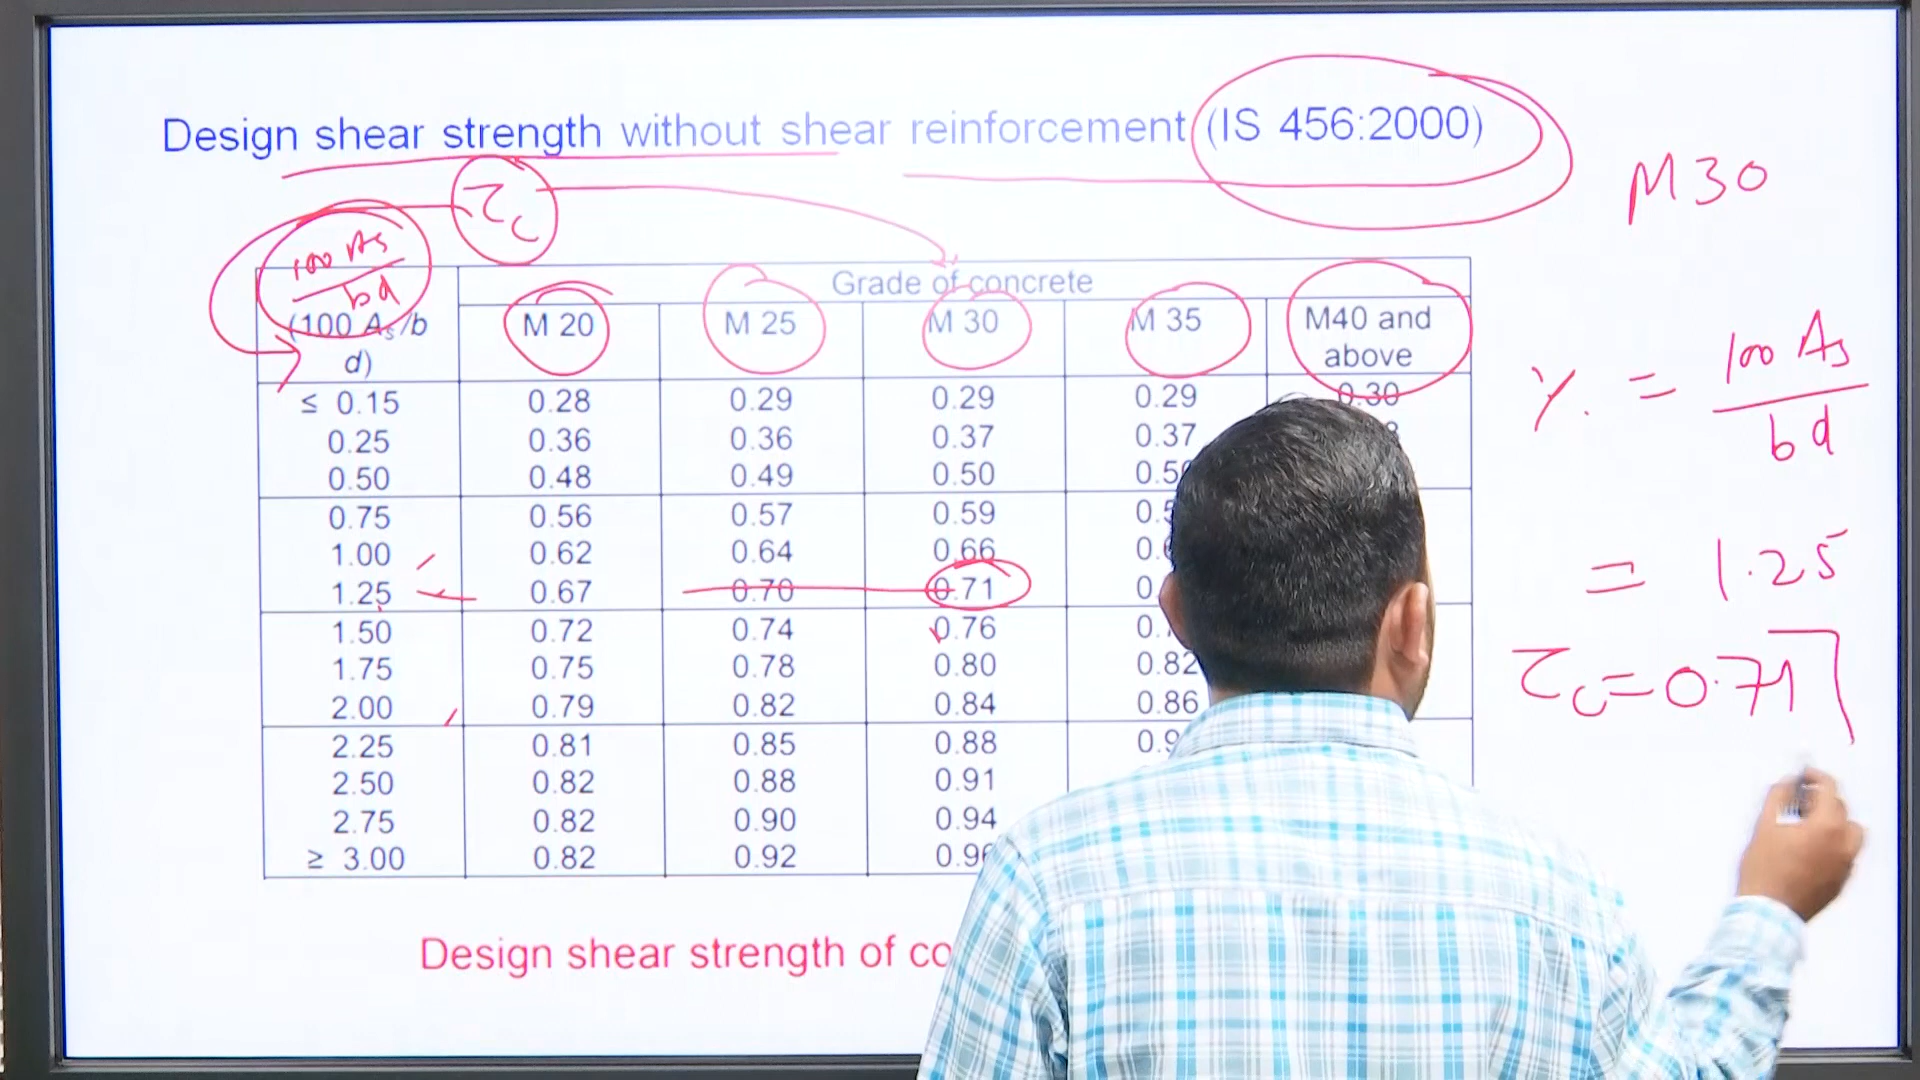 Design shear strength without shear reinforcement (IS 456:2000)
M30
τc
100 As
bd
(100 As/b d)
Grade of concrete
M 20 M 25 M 30 M 35 M40 and above
≤ 0.15 0.28 0.29 0.29 0.29 0.30
0.25 0.36 0.36 0.37 0.37
0.50 0.48 0.49 0.50
0.75 0.56 0.57 0.59
1.00 0.62 0.64 0.66
1.25 0.67 0.70 0.71
1.50 0.72 0.74 0.76
1.75 0.75 0.78 0.80 0.82
2.00 0.79 0.82 0.84 0.86
2.25 0.81 0.85 0.88
2.50 0.82 0.88 0.91
2.75 0.82 0.90 0.94
≥ 3.00 0.82 0.92
Design shear strength of
% = 100 As
bd
= 1.25
τc = 0.71